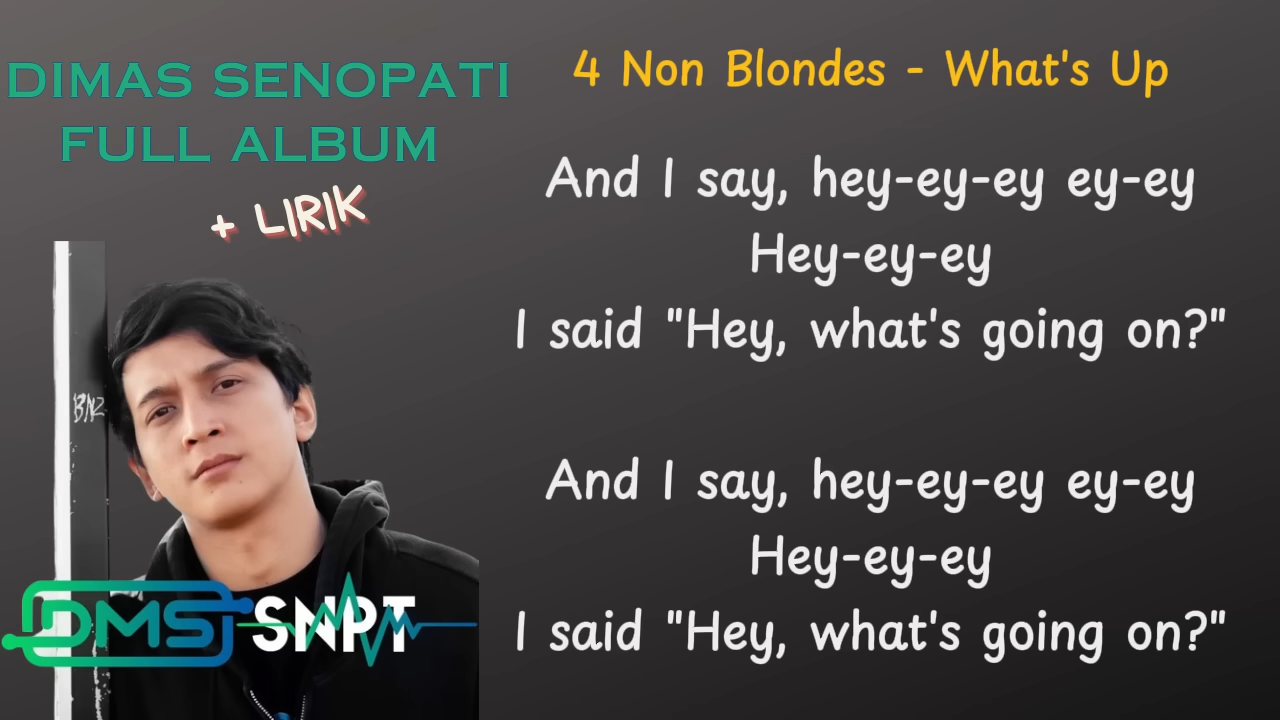 DIMAS SENOPATI
FULL ALBUM
+ LIRIK
BNZ
DMS SNPT
4 Non Blondes - What's Up
And I say, hey-ey-ey ey-ey
Hey-ey-ey
I said "Hey, what's going on?"
And I say, hey-ey-ey ey-ey
Hey-ey-ey
I said "Hey, what's going on?"